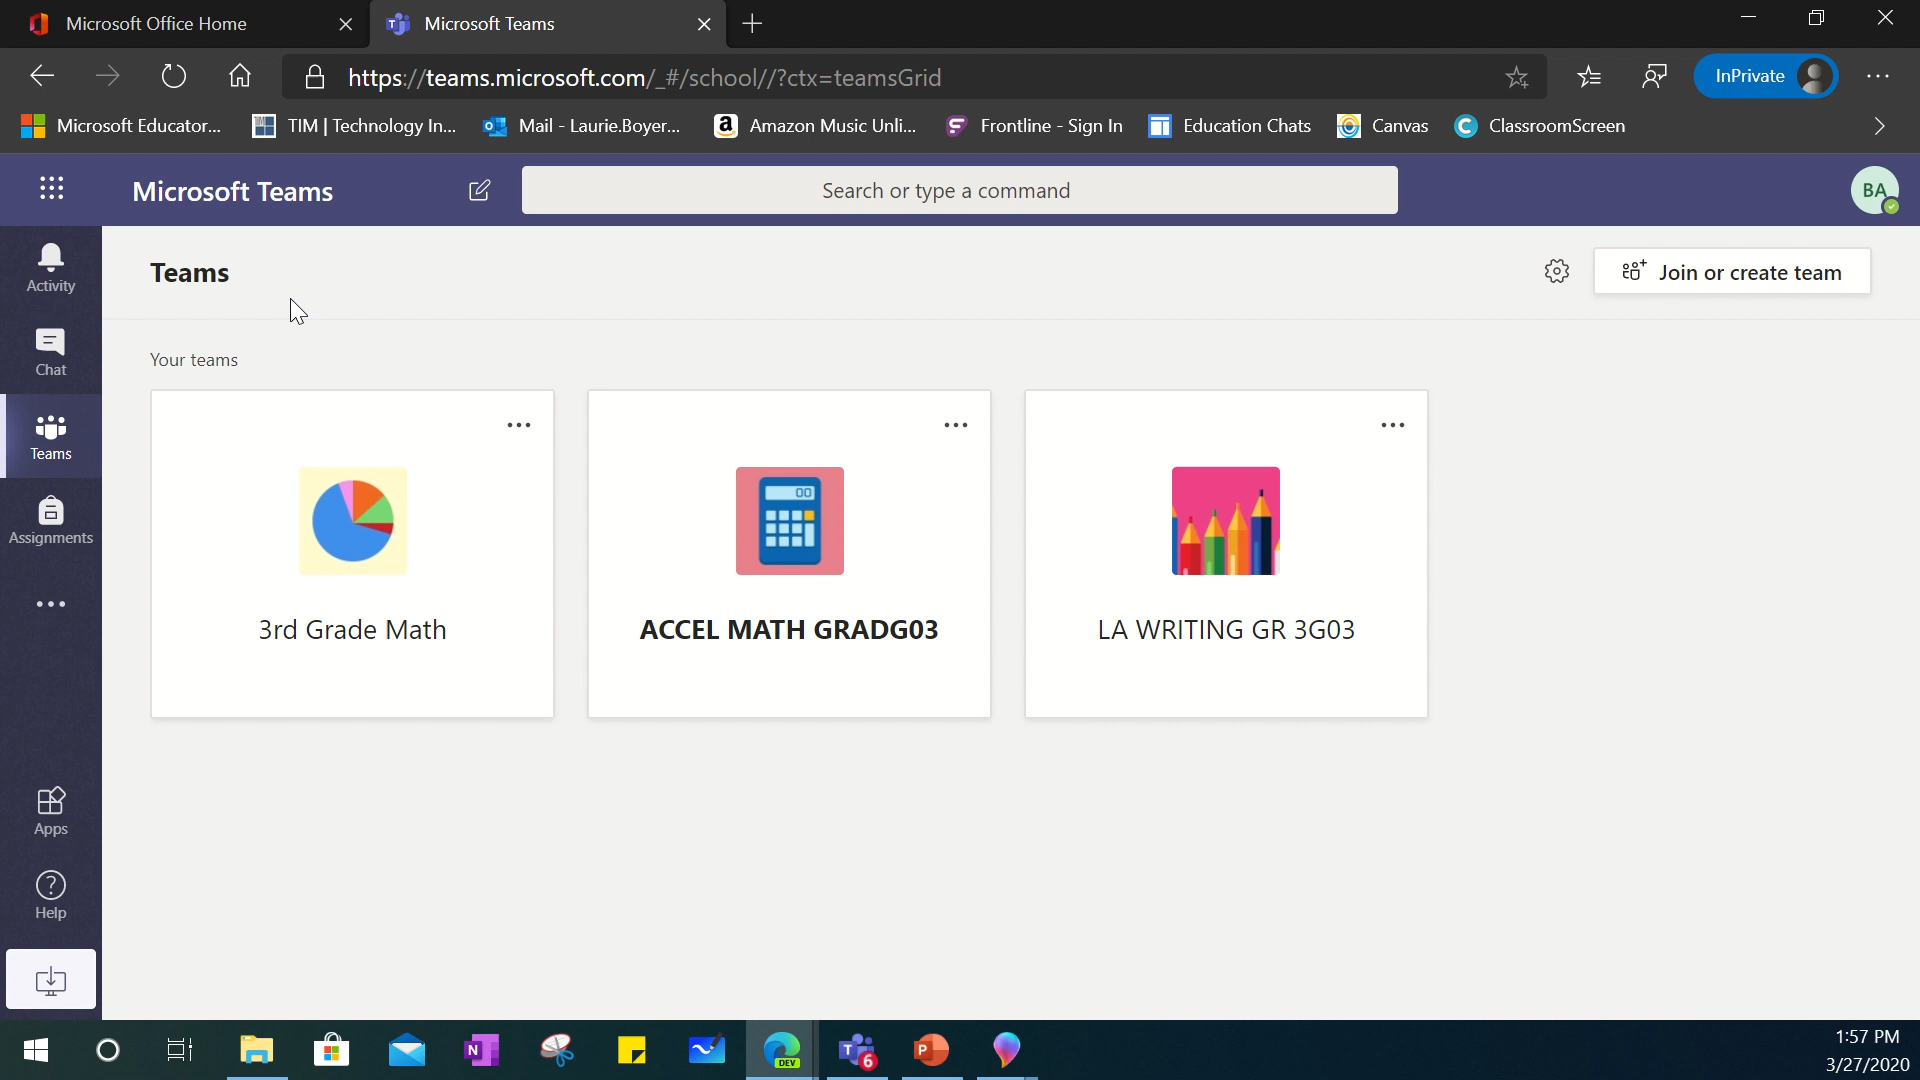 Microsoft Office Home
Microsoft Teams
https://teams.microsoft.com/_#/school//?ctx=teamsGrid
InPrivate
Microsoft Educator...
TIM | Technology In...
Mail - Laurie.Boyer...
Amazon Music Unli...
Frontline - Sign In
Education Chats
Canvas
ClassroomScreen
Microsoft Teams
Search or type a command
BA
Activity
Chat
Teams
Assignments
Apps
Help
Teams
Join or create team
Your teams
3rd Grade Math
ACCEL MATH GRADG03
LA WRITING GR 3G03
DEV
6
1:57 PM
3/27/2020